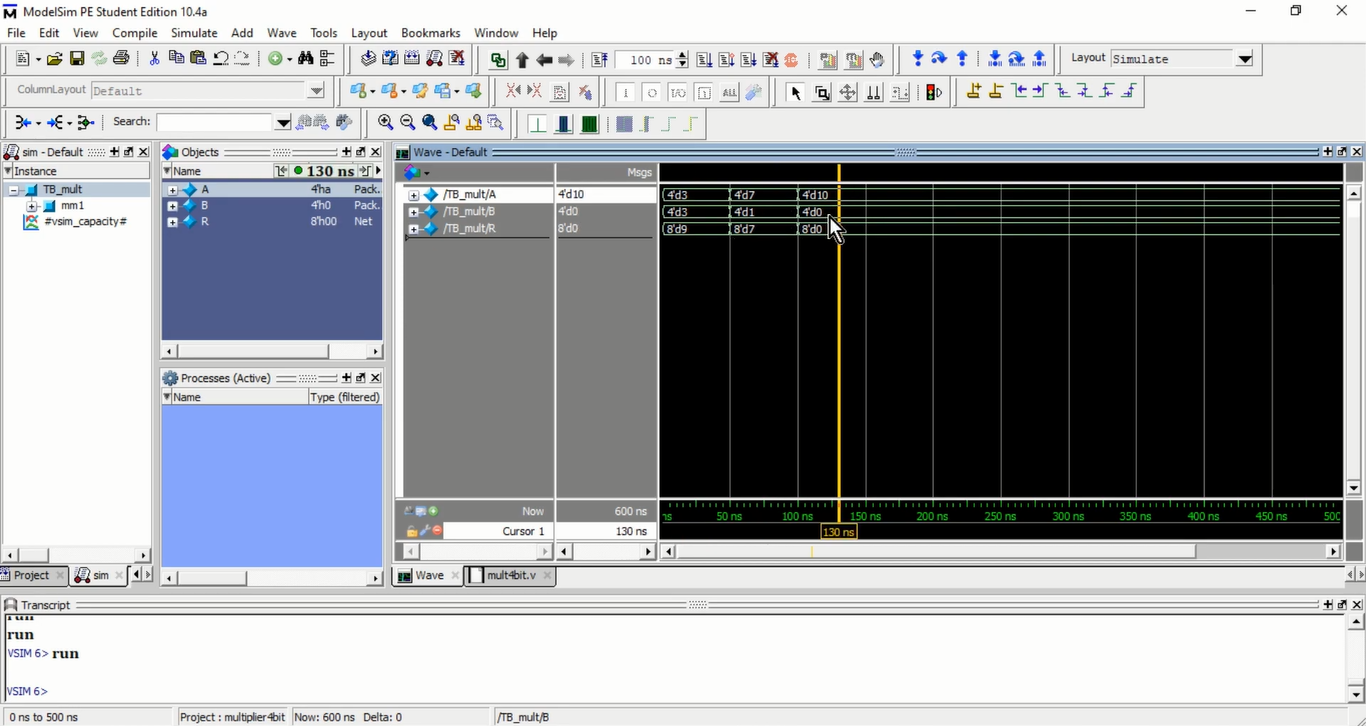 ModelSim PE Student Edition 10.4a
File Edit View Compile Simulate Add Wave Tools Layout Bookmarks Window Help
100 ns Layout Simulate
ColumnLayout Default
Search:
sim - Default
Instance
TB_mult
mm1
#vsim_capacity#
Objects
Name 130 ns
A 4'ha Pack.
B 4'h0 Pack.
R 8'h00 Net
Processes (Active)
Name Type (filtered)
Wave - Default
Msgs
/TB_mult/A 4'd10 4'd3 4'd7 4'd10
/TB_mult/B 4'd0 4'd3 4'd1 4'd0
/TB_mult/R 8'd0 8'd9 8'd7 8'd0
Now 600 ns ns 50 ns 100 ns 150 ns 200 ns 250 ns 300 ns 350 ns 400 ns 450 ns 500
Cursor 1 130 ns 130 ns
Project sim Wave mult4bit.v
Transcript
run
run
VSIM 6> run
VSIM 6>
0 ns to 500 ns Project : multiplier4bit Now: 600 ns Delta: 0 /TB_mult/B